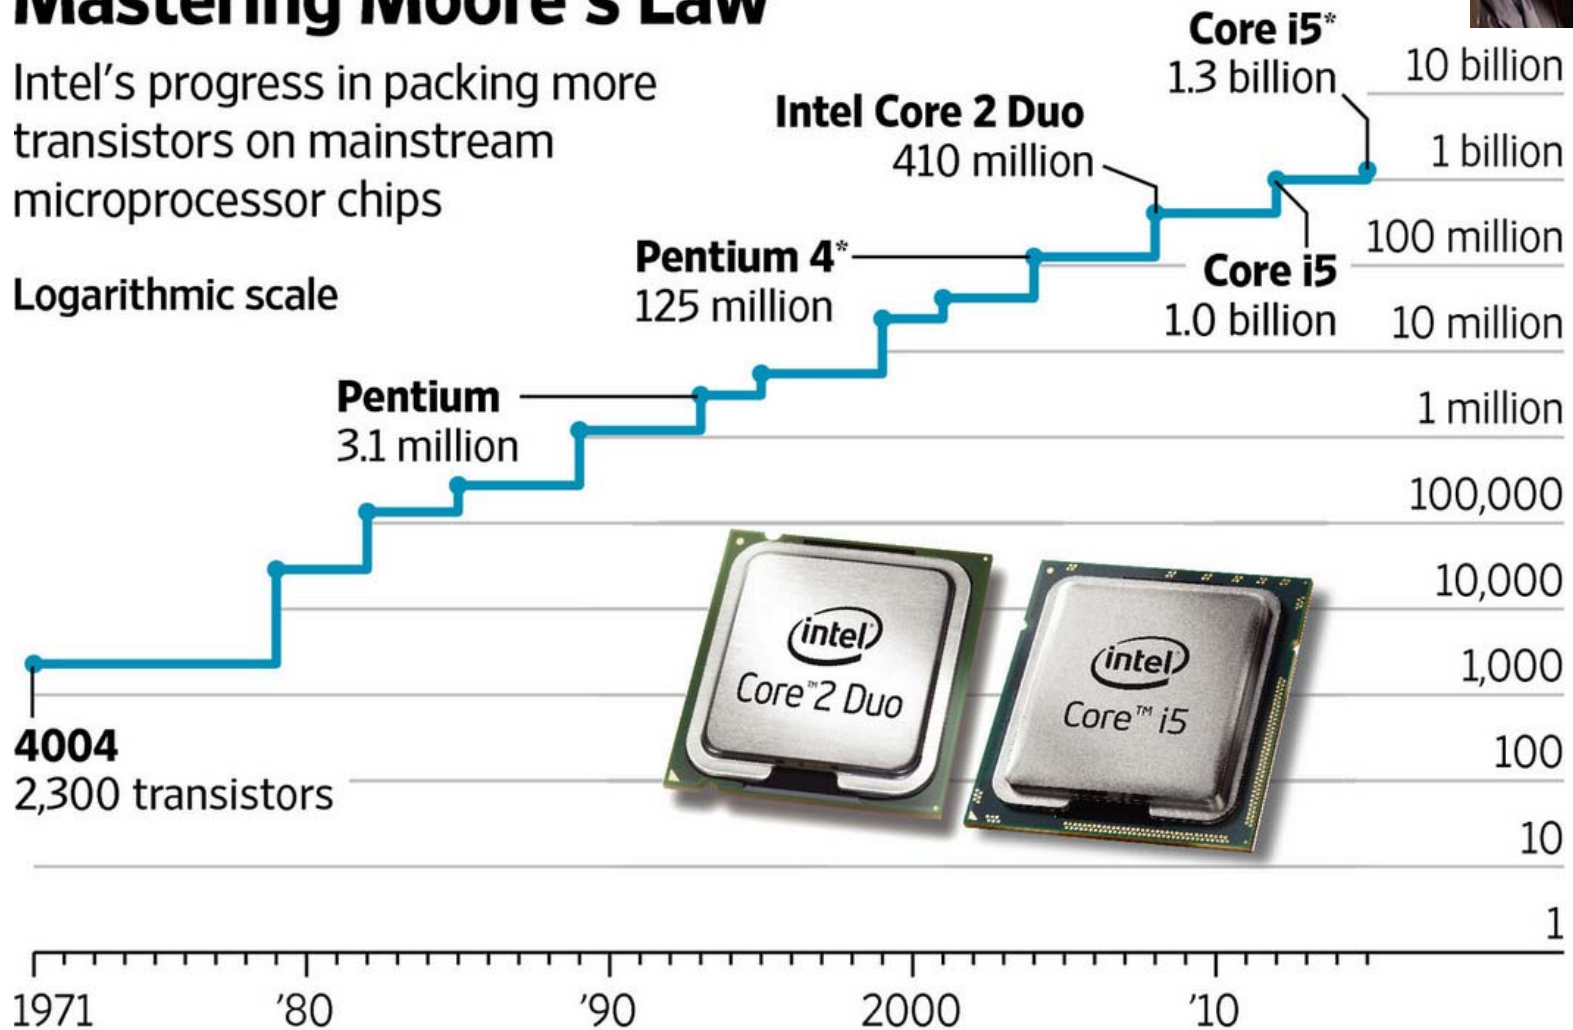 Mastering Moore's Law
Intel's progress in packing more
transistors on mainstream
microprocessor chips
Logarithmic scale
Core i5*
1.3 billion
Intel Core 2 Duo
410 million
Core i5
1.0 billion
Pentium 4*
125 million
Pentium
3.1 million
4004
2,300 transistors
10 billion
1 billion
100 million
10 million
1 million
100,000
10,000
1,000
100
10
1
intel
Core™2 Duo
intel
Core™ i5
1971 '80 '90 2000 '10